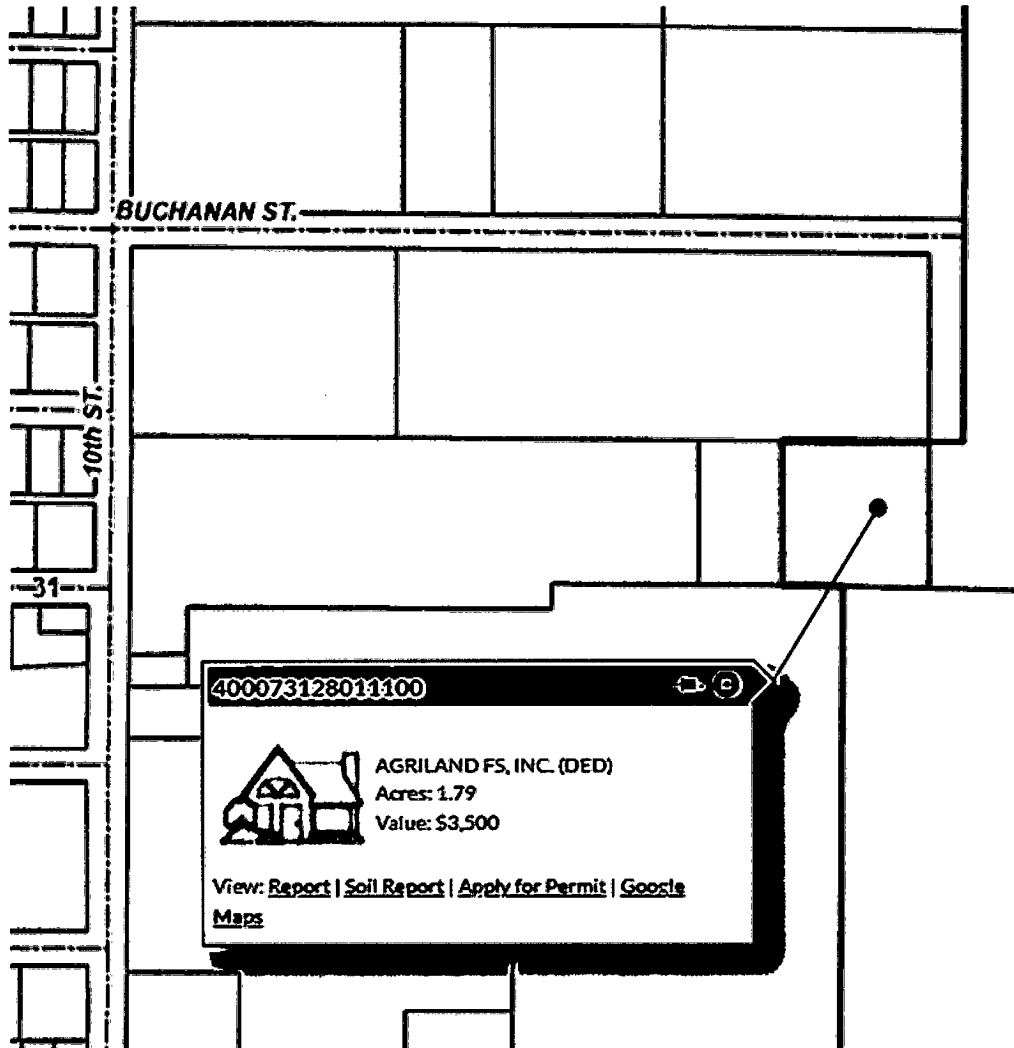 BUCHANAN ST.
10th ST.
31
400073128011100
AGRILAND FS, INC. (DED)
Acres: 1.79
Value: $3,500
View: Report | Soil Report | Apply for Permit | Google
Maps